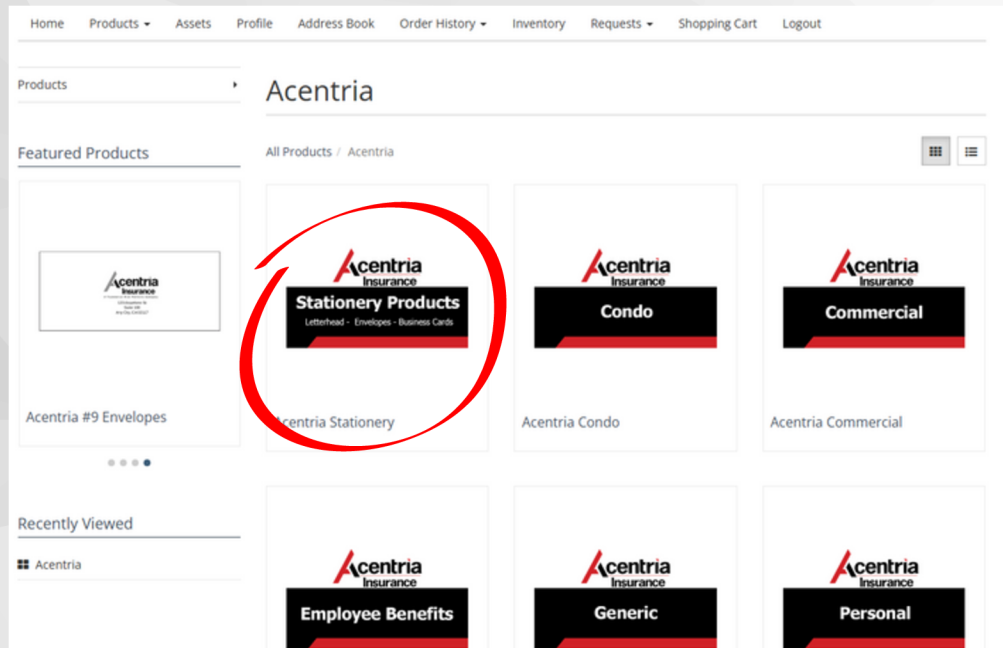 Home Products Assets Profile Address Book Order History Inventory Requests Shopping Cart Logout
Products
Acentria
Featured Products
All Products / Acentria
Acentria
Insurance
Acentria #9 Envelopes
Acentria
Insurance
Stationery Products
Letterhead - Envelopes - Business Cards
Acentria Stationery
Acentria
Insurance
Condo
Acentria Condo
Acentria
Insurance
Commercial
Acentria Commercial
Recently Viewed
Acentria
Acentria
Insurance
Employee Benefits
Acentria
Insurance
Generic
Acentria
Insurance
Personal